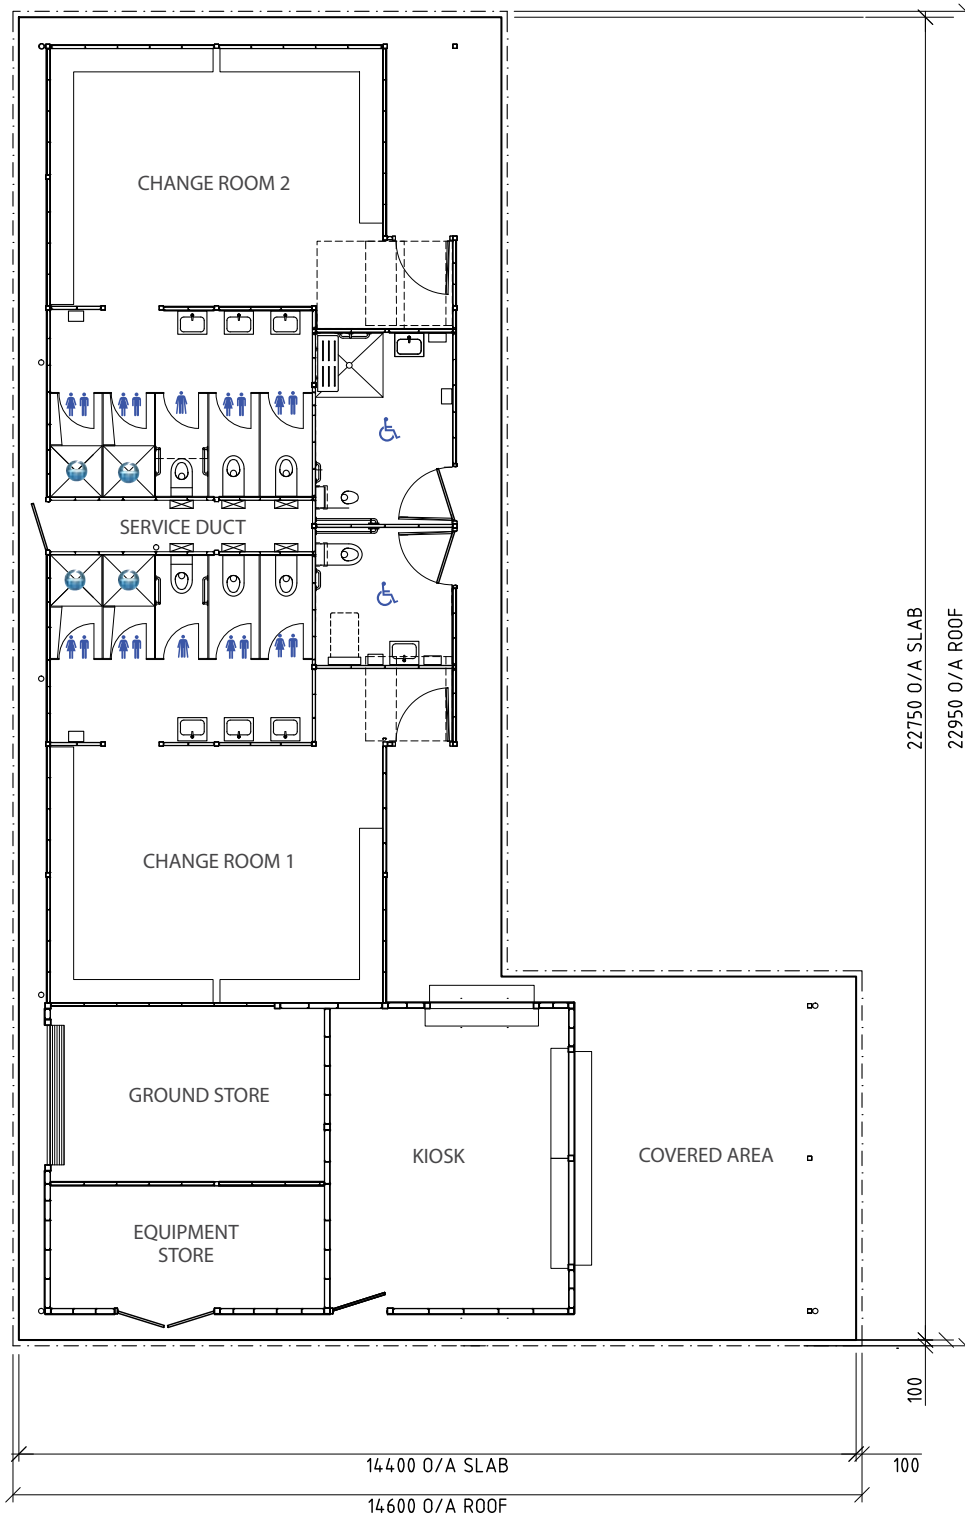 CHANGE ROOM 2
SERVICE DUCT
22750 O/A SLAB
22950 O/A ROOF
CHANGE ROOM 1
GROUND STORE
KIOSK
COVERED AREA
EQUIPMENT
STORE
100
14400 O/A SLAB
100
14600 O/A ROOF